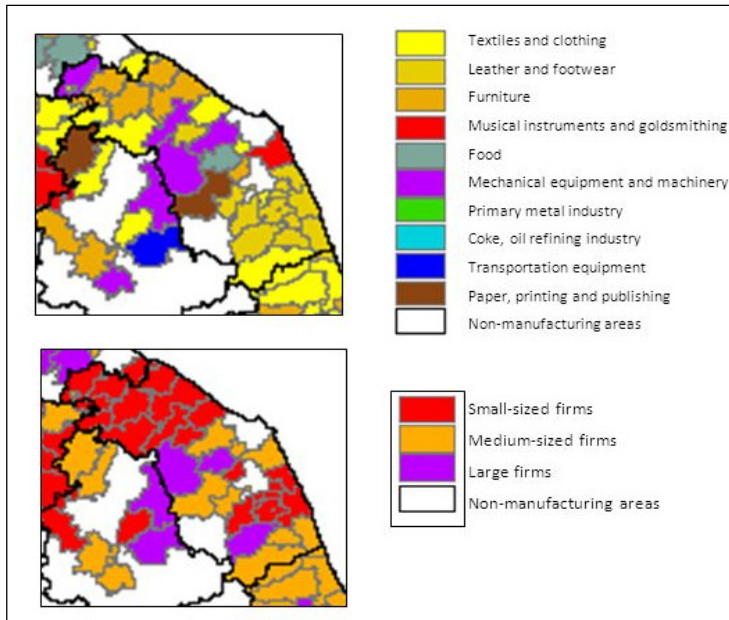 Textiles and clothing
Leather and footwear
Furniture
Musical instruments and goldsmithing
Food
Mechanical equipment and machinery
Primary metal industry
Coke, oil refining industry
Transportation equipment
Paper, printing and publishing
Non-manufacturing areas
Small-sized firms
Medium-sized firms
Large firms
Non-manufacturing areas